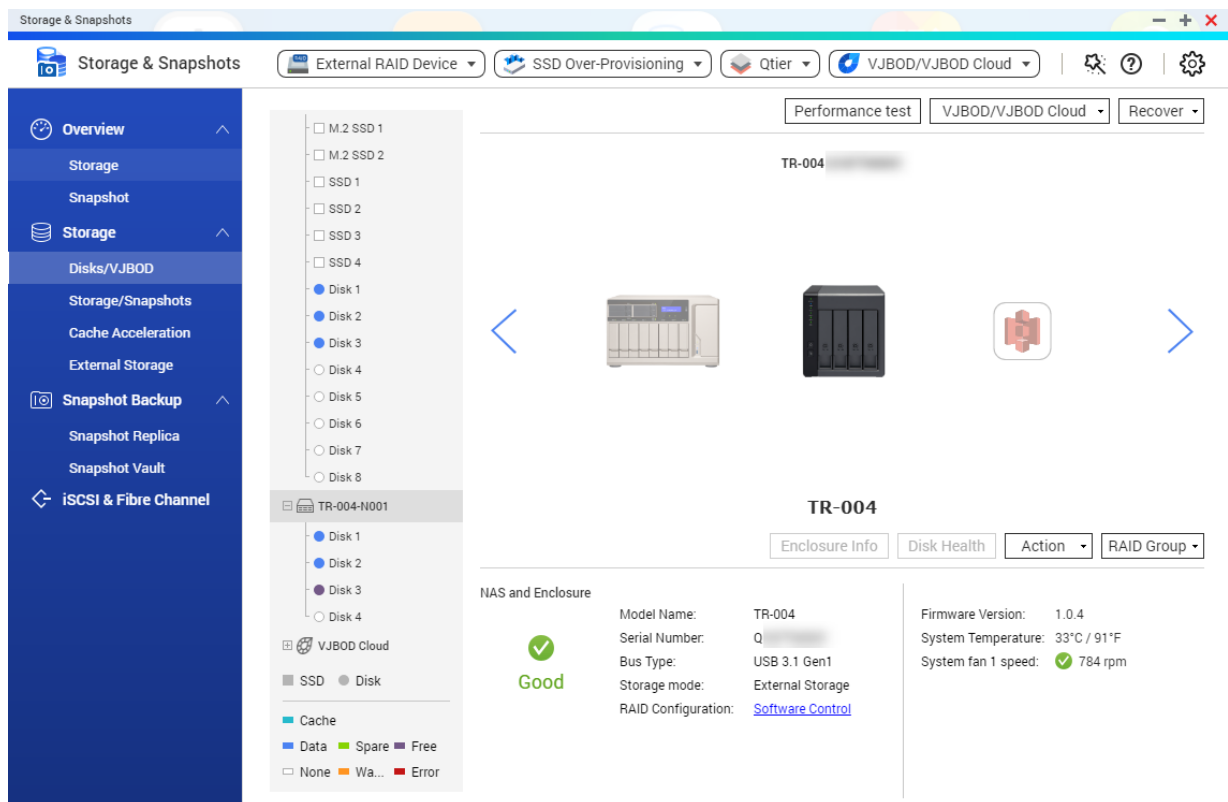 Storage & Snapshots
Storage & Snapshots
External RAID Device
SSD Over-Provisioning
Qtier
VJBOD/VJBOD Cloud
Overview
Storage
Snapshot
Storage
Disks/VJBOD
Storage/Snapshots
Cache Acceleration
External Storage
Snapshot Backup
Snapshot Replica
Snapshot Vault
iSCSI & Fibre Channel
M.2 SSD 1
M.2 SSD 2
SSD 1
SSD 2
SSD 3
SSD 4
Disk 1
Disk 2
Disk 3
Disk 4
Disk 5
Disk 6
Disk 7
Disk 8
TR-004-N001
Disk 1
Disk 2
Disk 3
Disk 4
VJBOD Cloud
SSD Disk
Cache
Data Spare Free
None Wa... Error
Performance test VJBOD/VJBOD Cloud Recover
TR-004
TR-004
Enclosure Info Disk Health Action RAID Group
NAS and Enclosure
Good
Model Name: TR-004
Serial Number: Q
Bus Type: USB 3.1 Gen1
Storage mode: External Storage
RAID Configuration: Software Control
Firmware Version: 1.0.4
System Temperature: 33°C / 91°F
System fan 1 speed: 784 rpm